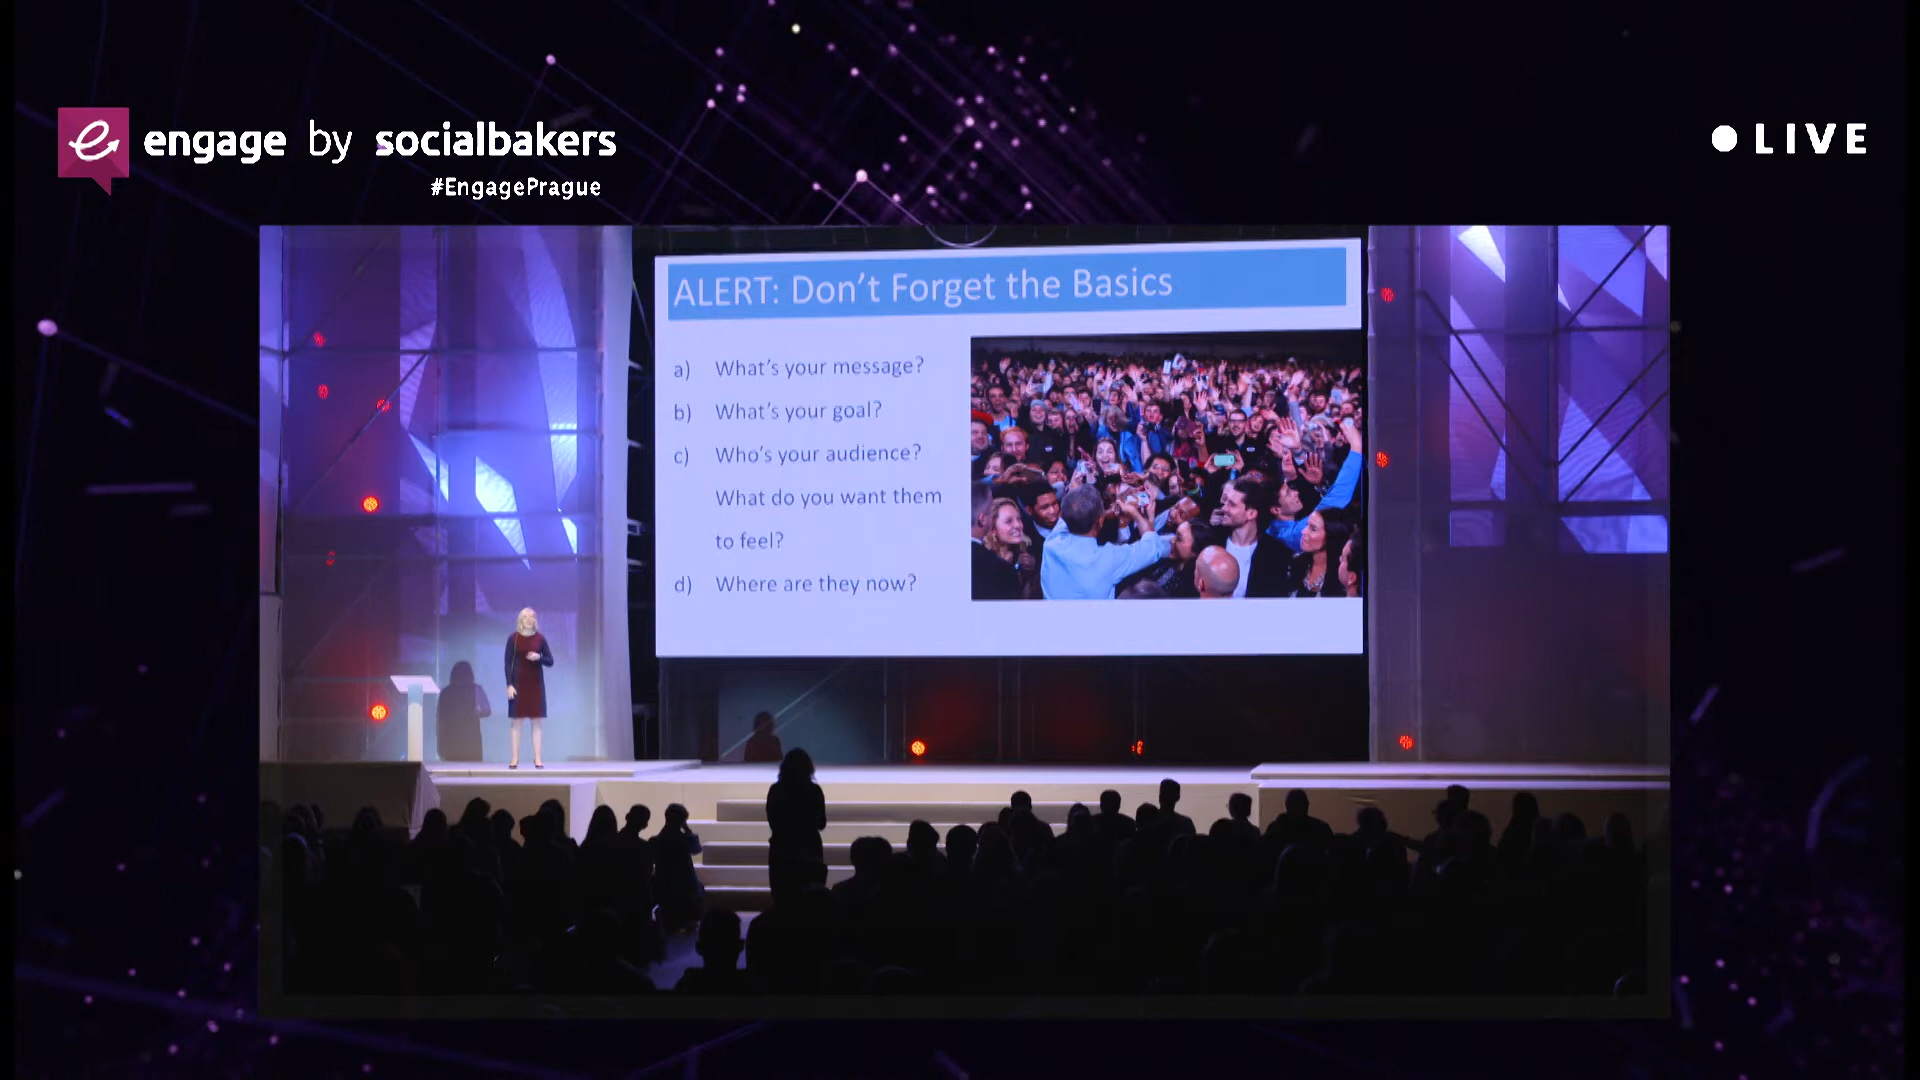 engage by socialbakers
#EngagePrague
LIVE
ALERT: Don't Forget the Basics
a) What's your message?
b) What's your goal?
c) Who's your audience?
What do you want them
to feel?
d) Where are they now?